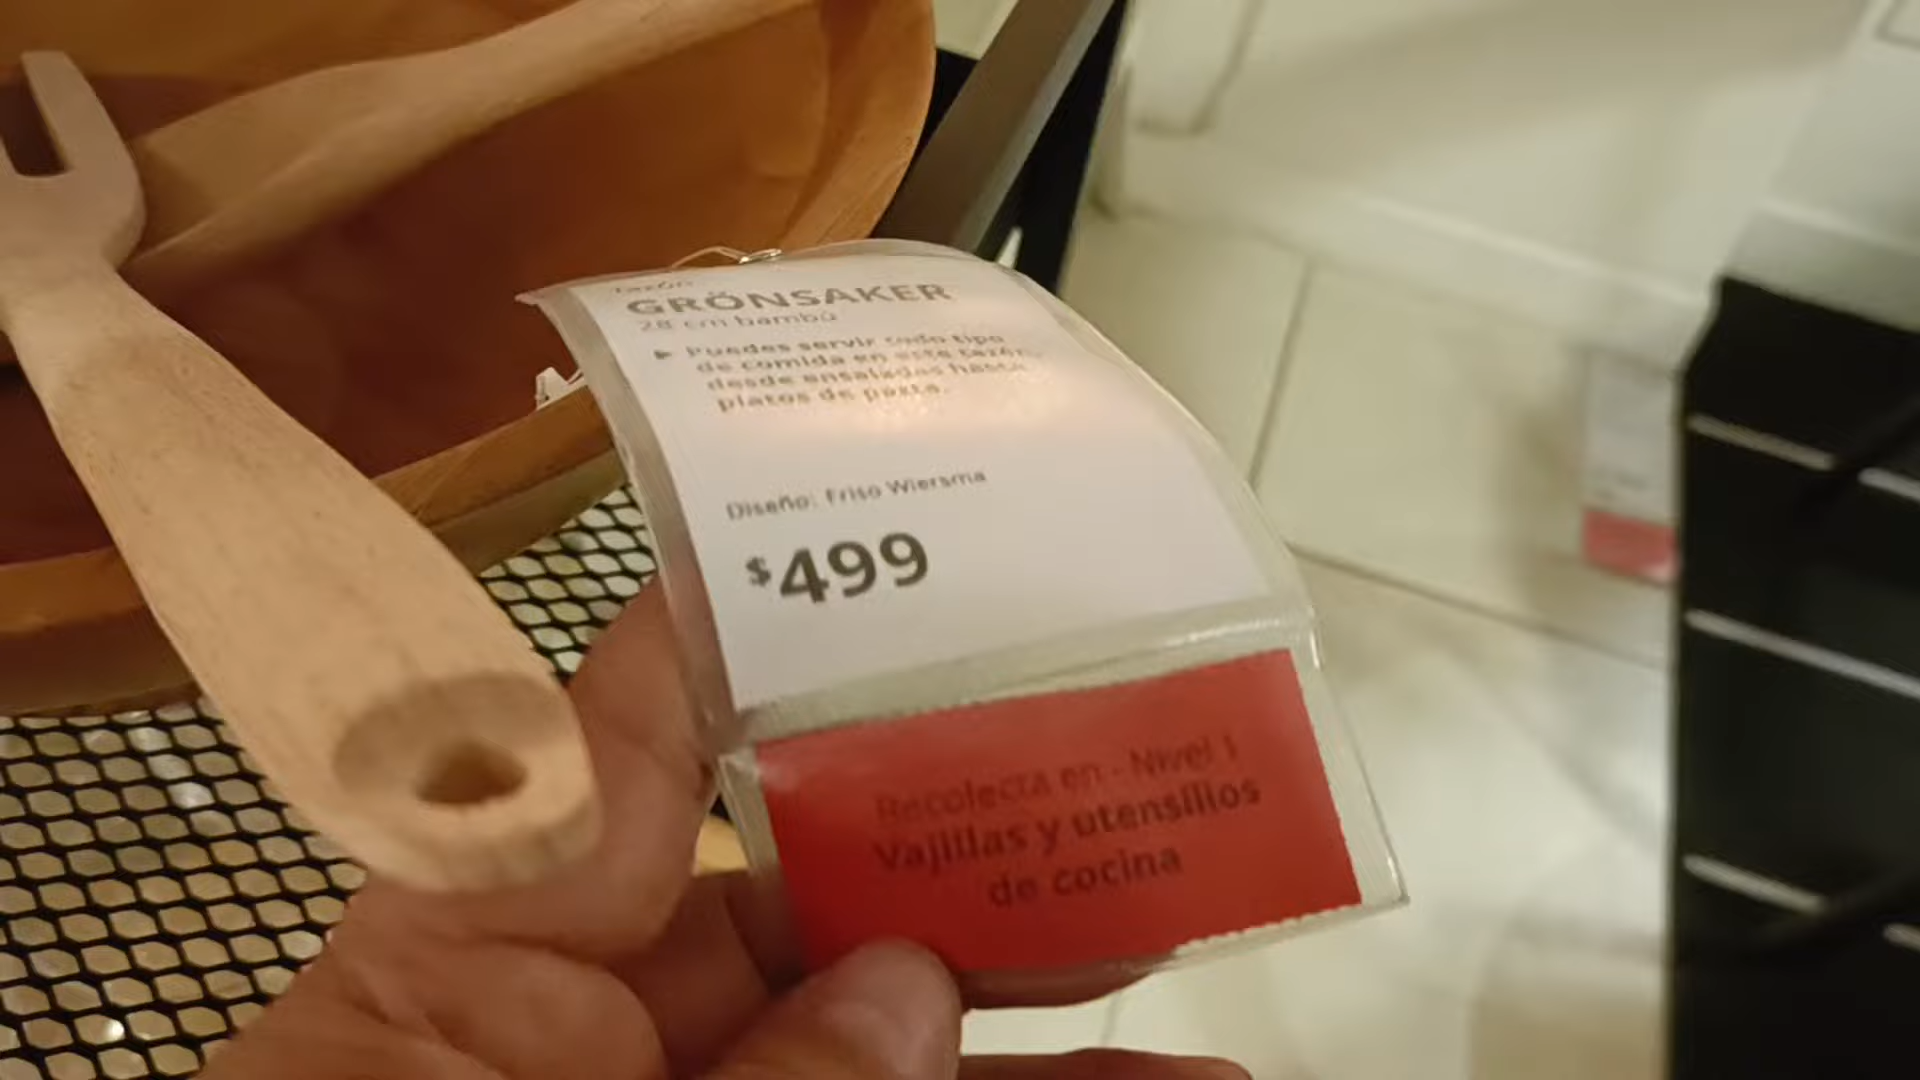 Tazón
GRÖNSAKER
28 cm bambú
► Puedes servir todo tipo
de comida en este tazón,
desde ensaladas hasta
platos de pasta.
Diseño: Friso Wiersma
$499
Recolecta en - Nivel 1
Vajillas y utensilios
de cocina